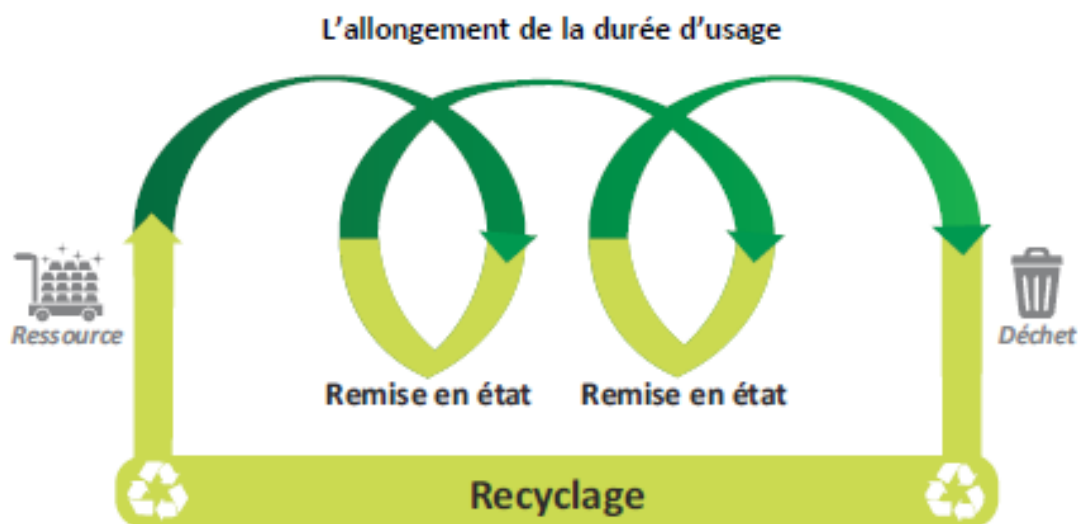 L’allongement de la durée d’usage
Ressource
Déchet
Remise en état
Remise en état
Recyclage